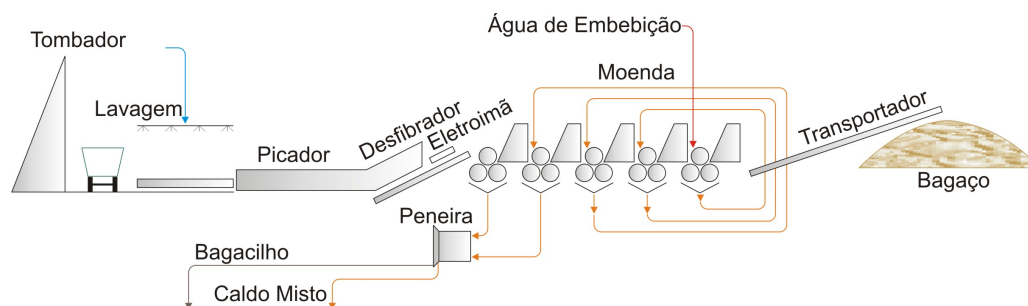 Tombador
Água de Embebição
Lavagem
Moenda
Picador
Desfibrador
Eletroimã
Transportador
Bagaço
Peneira
Bagacilho
Caldo Misto